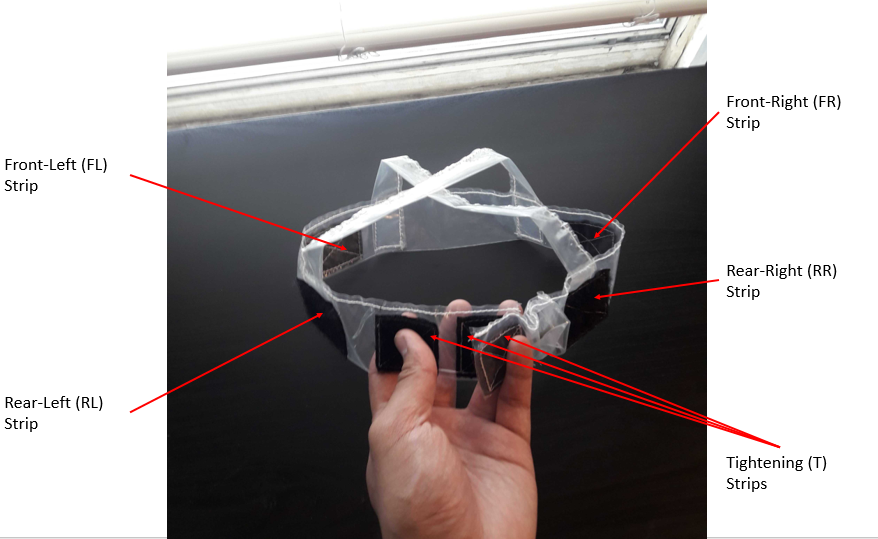 Front-Left (FL)
Strip
Rear-Left (RL)
Strip
Front-Right (FR)
Strip
Rear-Right (RR)
Strip
Tightening (T)
Strips